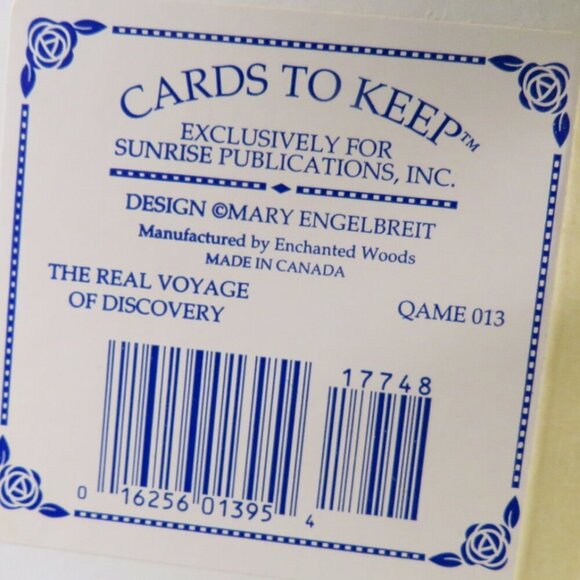 CARDS TO KEEP™
EXCLUSIVELY FOR
SUNRISE PUBLICATIONS, INC.
DESIGN ©MARY ENGELBREIT
Manufactured by Enchanted Woods
MADE IN CANADA
THE REAL VOYAGE
OF DISCOVERY
QAME 013
17748
0 16256 01395 4